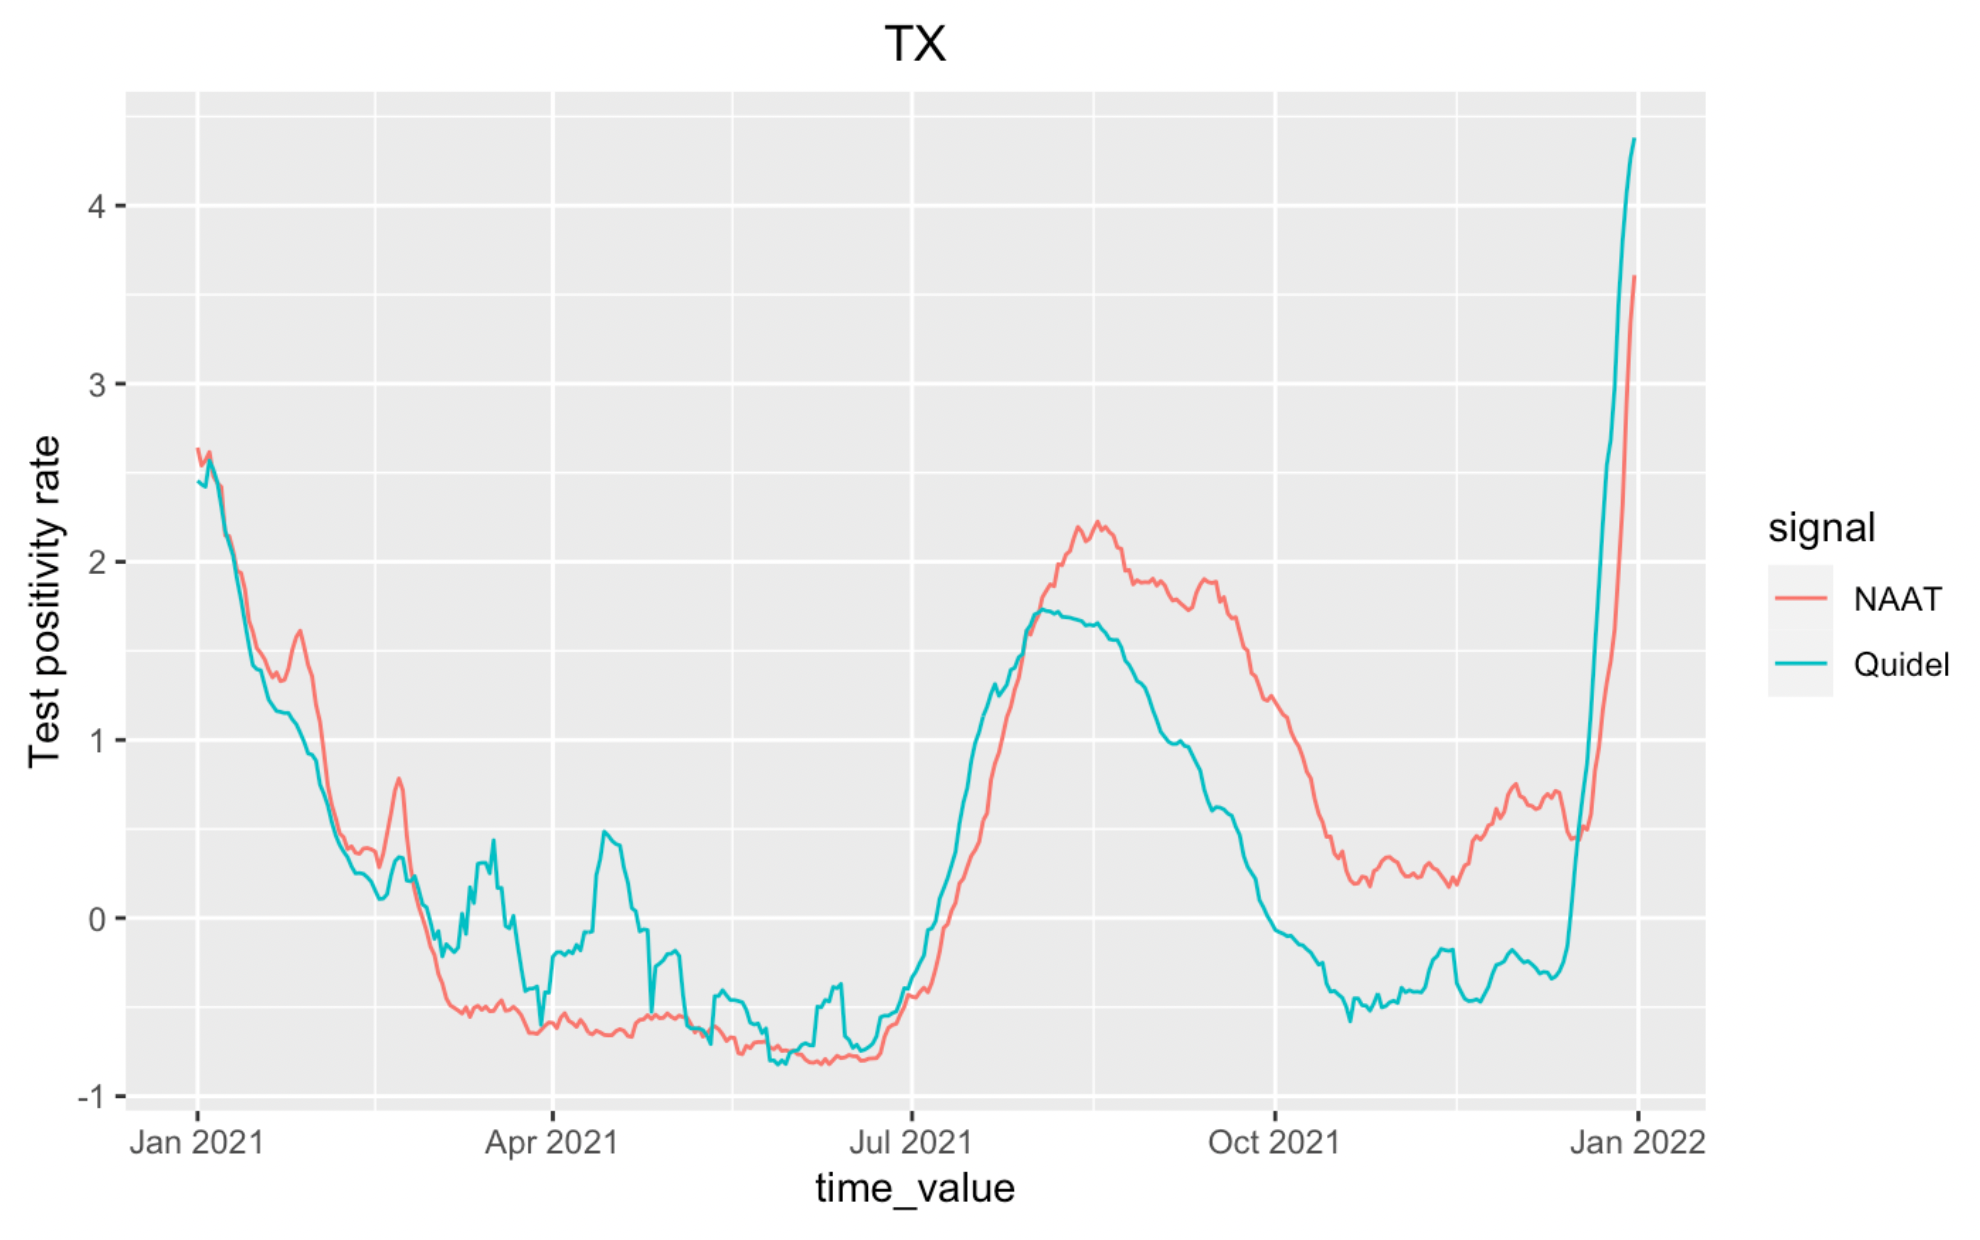 TX
Test positivity rate
4
3
2
1
0
-1
Jan 2021 Apr 2021 Jul 2021 Oct 2021 Jan 2022
time_value
signal
NAAT
Quidel